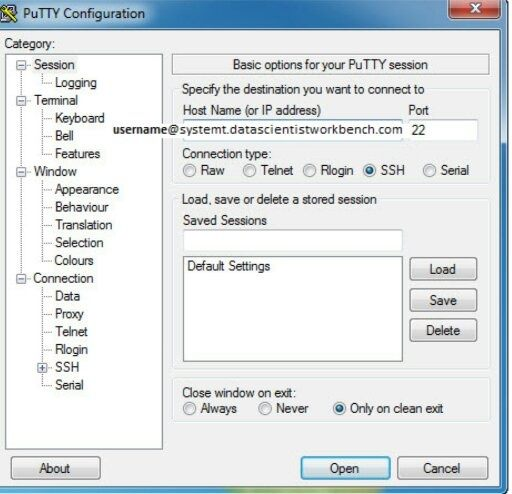 PuTTY Configuration
Category:
Session
Logging
Terminal
Keyboard
Bell
Features
Window
Appearance
Behaviour
Translation
Selection
Colours
Connection
Data
Proxy
Telnet
Rlogin
SSH
Serial
Basic options for your PuTTY session
Specify the destination you want to connect to
Host Name (or IP address) Port
username@systemt.datascientistworkbench.com 22
Connection type:
Raw Telnet Rlogin SSH Serial
Load, save or delete a stored session
Saved Sessions
Default Settings
Load
Save
Delete
Close window on exit:
Always Never Only on clean exit
About Open Cancel